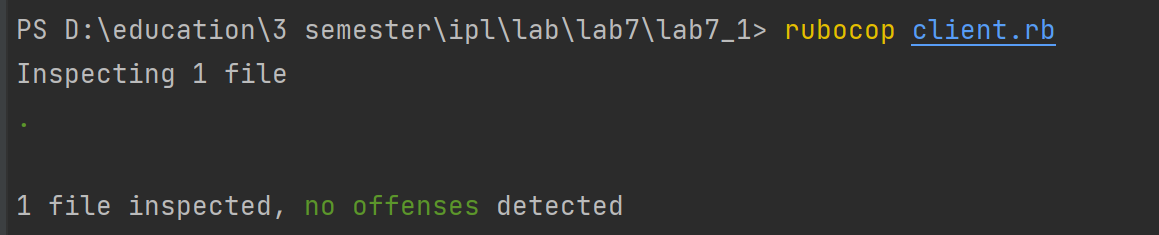 PS D:\education\3 semester\ipl\lab\lab7\lab7_1> rubocop client.rb
Inspecting 1 file
.
1 file inspected, no offenses detected